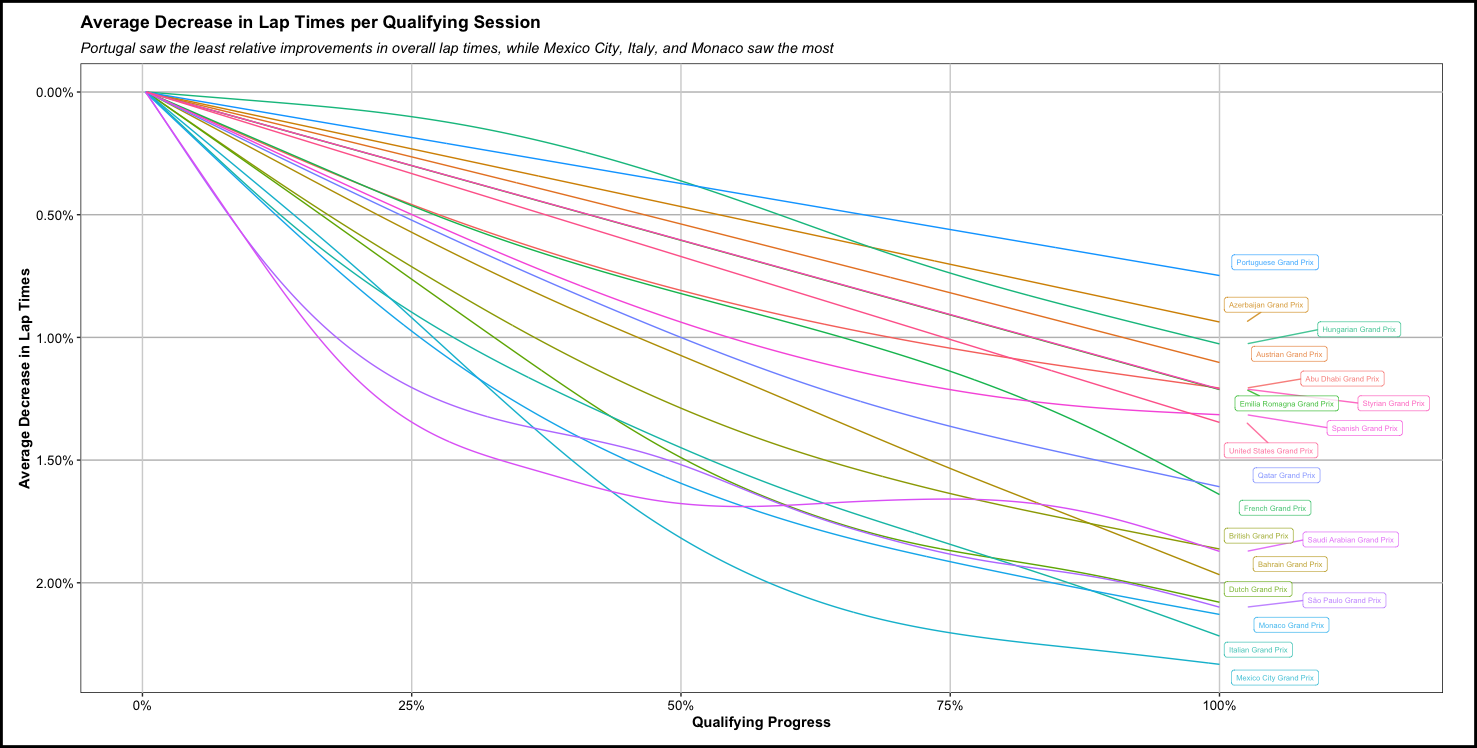 Average Decrease in Lap Times per Qualifying Session
Portugal saw the least relative improvements in overall lap times, while Mexico City, Italy, and Monaco saw the most
Average Decrease in Lap Times
0.00%
0.50%
1.00%
1.50%
2.00%
Portuguese Grand Prix
Azerbaijan Grand Prix
Hungarian Grand Prix
Austrian Grand Prix
Abu Dhabi Grand Prix
Emilia Romagna Grand Prix
Styrian Grand Prix
Spanish Grand Prix
United States Grand Prix
Qatar Grand Prix
French Grand Prix
British Grand Prix
Saudi Arabian Grand Prix
Bahrain Grand Prix
Dutch Grand Prix
São Paulo Grand Prix
Monaco Grand Prix
Italian Grand Prix
Mexico City Grand Prix
0%
25%
50%
75%
100%
Qualifying Progress